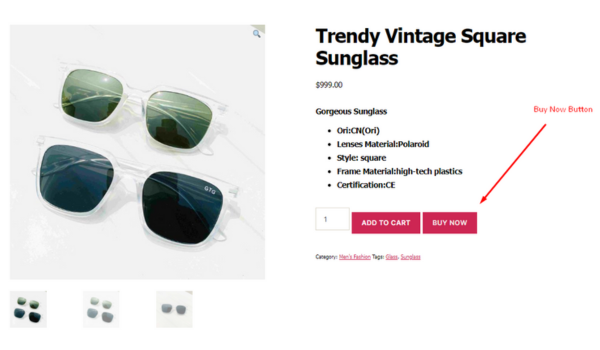 Trendy Vintage Square
Sunglass
$999.00
Buy Now Button
Gorgeous Sunglass
Ori:CN(Ori)
Lenses Material:Polaroid
Style: square
Frame Material:high-tech plastics
Certification:CE
1
ADD TO CART
BUY NOW
Category: Men's Fashion Tags: Glass, Sunglass
GTG